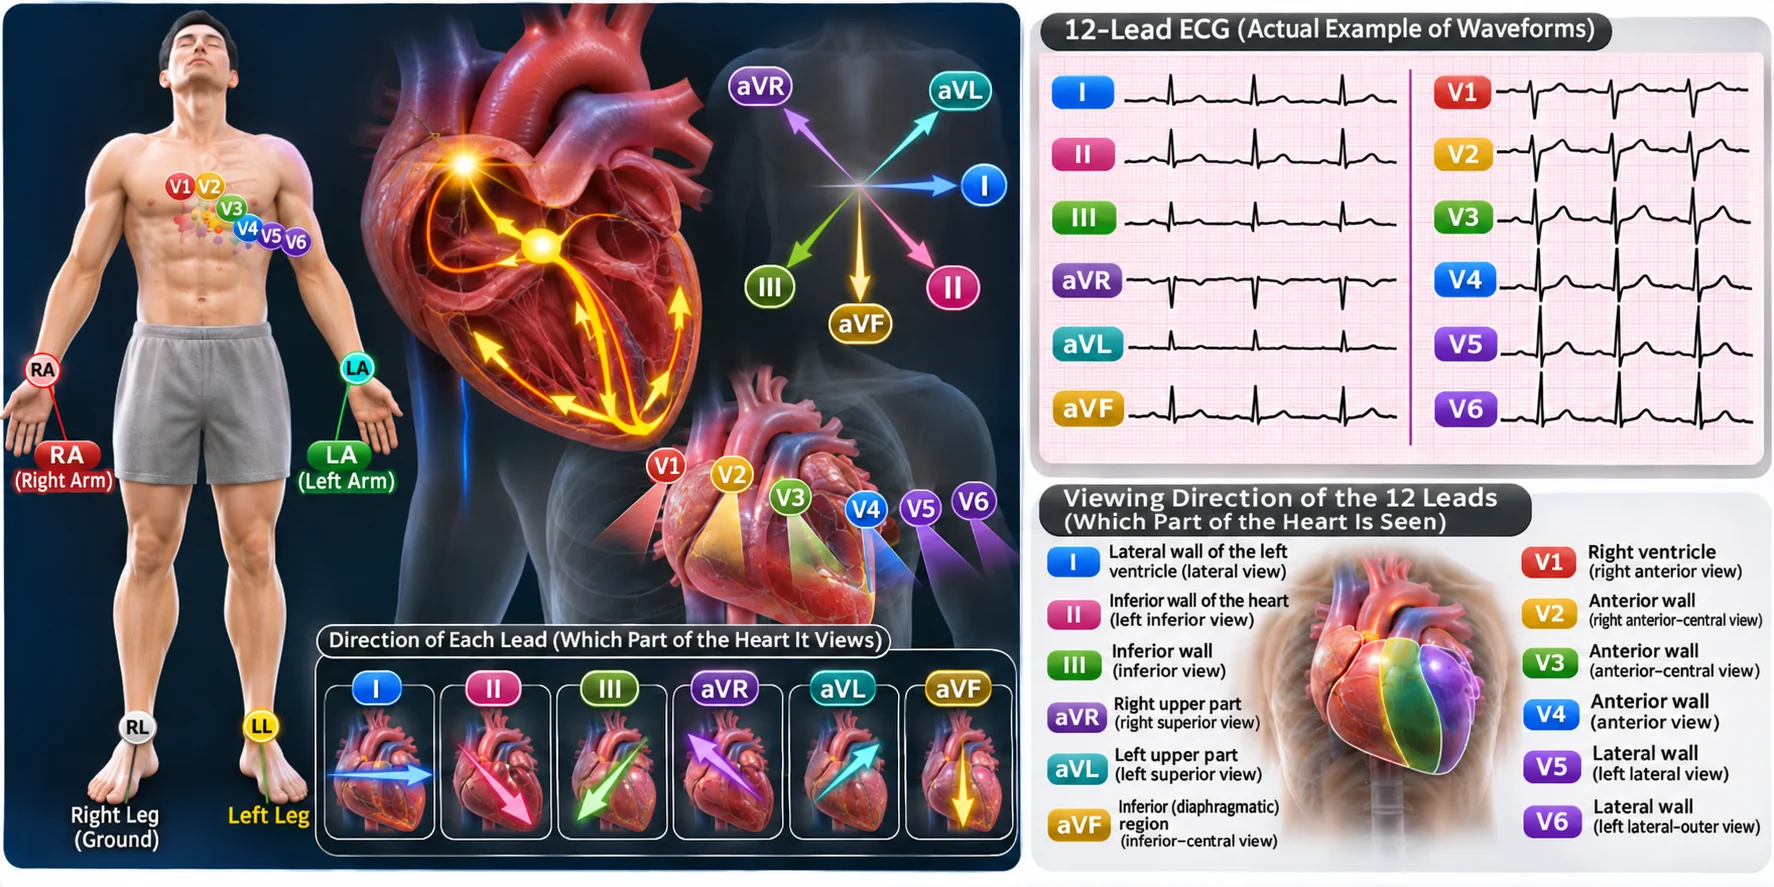 V1
V2
V3
V4
V5
V6
RA
LA
RA
(Right Arm)
LA
(Left Arm)
RL
LL
Right Leg
(Ground)
Left Leg
aVR
aVL
I
III
II
aVF
V1
V2
V3
V4
V5
V6
Direction of Each Lead (Which Part of the Heart It Views)
I
II
III
aVR
aVL
aVF
12-Lead ECG (Actual Example of Waveforms)
I
II
III
aVR
aVL
aVF
V1
V2
V3
V4
V5
V6
Viewing Direction of the 12 Leads
(Which Part of the Heart Is Seen)
I
Lateral wall of the left
ventricle (lateral view)
II
Inferior wall of the heart
(left inferior view)
III
Inferior wall
(inferior view)
aVR
Right upper part
(right superior view)
aVL
Left upper part
(left superior view)
aVF
Inferior (diaphragmatic)
region
(inferior-central view)
V1
Right ventricle
(right anterior view)
V2
Anterior wall
(right anterior-central view)
V3
Anterior wall
(anterior-central view)
V4
Anterior wall
(anterior view)
V5
Lateral wall
(left lateral view)
V6
Lateral wall
(left lateral-outer view)